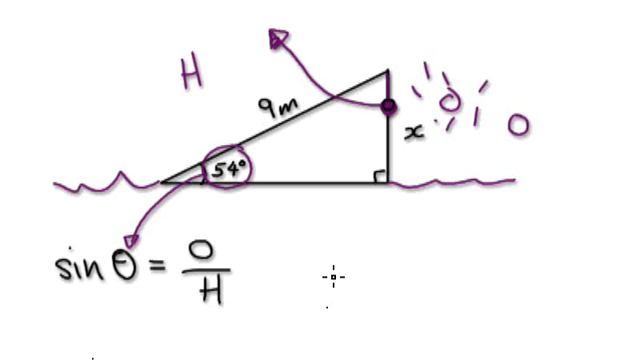 H
9m
O
x
O
54°
sin θ = O
H